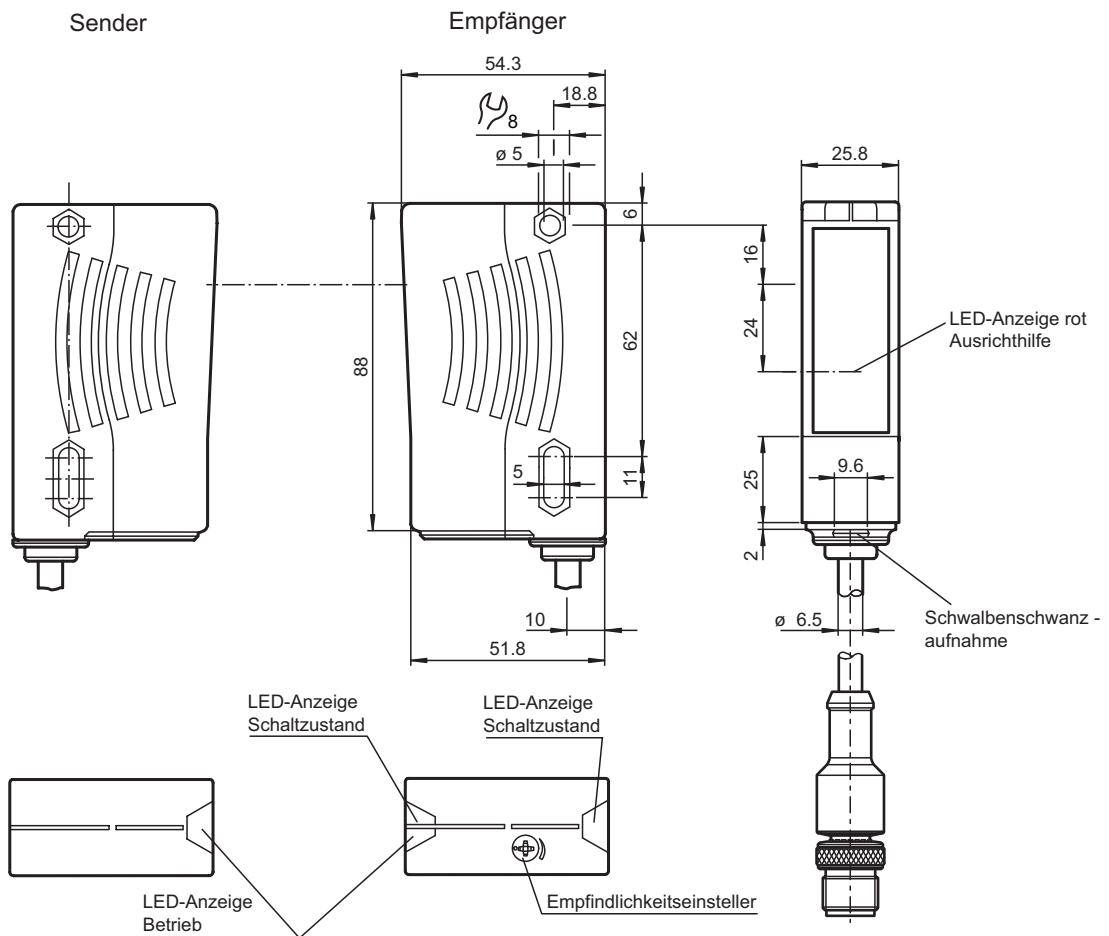 Sender
Empfänger
54.3
18.8
8
ø 5
25.8
6
16
24
62
88
LED-Anzeige rot
Ausrichthilfe
5
11
25
9.6
2
10
51.8
ø 6.5
Schwalbenschwanz -
aufnahme
LED-Anzeige
Schaltzustand
LED-Anzeige
Schaltzustand
LED-Anzeige
Betrieb
Empfindlichkeitseinsteller